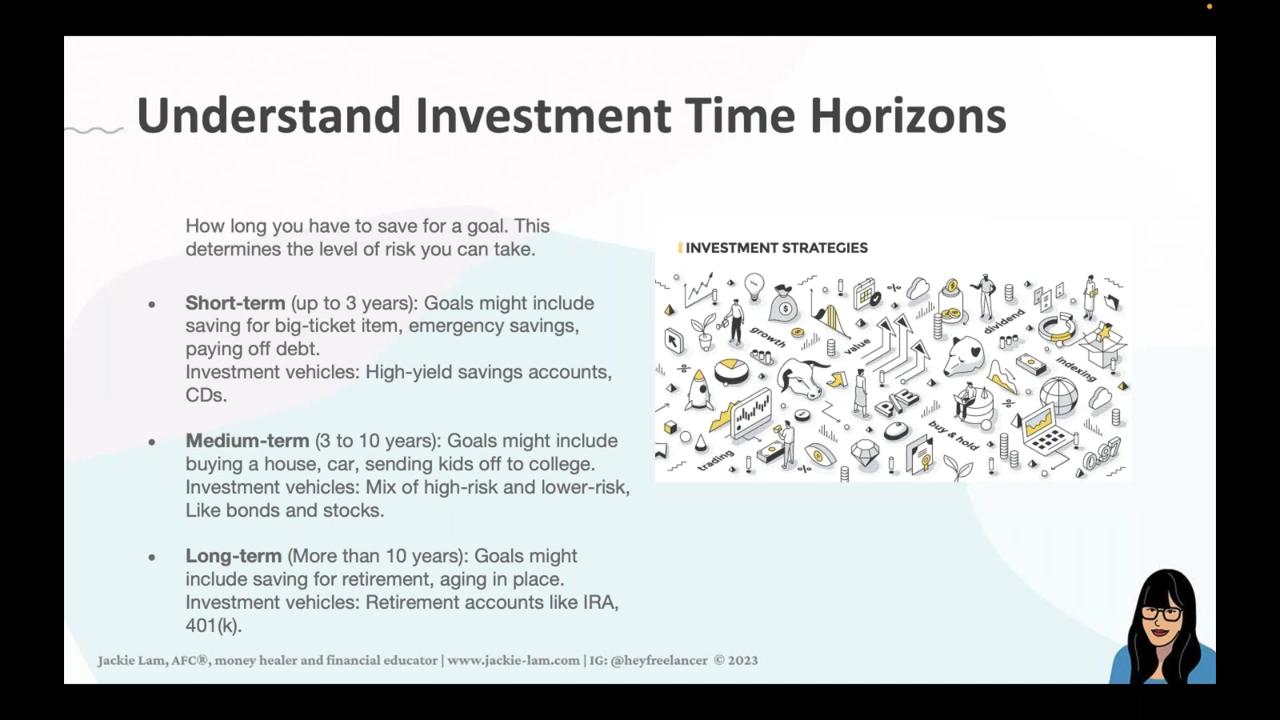 Understand Investment Time Horizons
How long you have to save for a goal. This
determines the level of risk you can take.
• Short-term (up to 3 years): Goals might include
saving for big-ticket item, emergency savings,
paying off debt.
Investment vehicles: High-yield savings accounts,
CDs.
• Medium-term (3 to 10 years): Goals might include
buying a house, car, sending kids off to college.
Investment vehicles: Mix of high-risk and lower-risk,
Like bonds and stocks.
• Long-term (More than 10 years): Goals might
include saving for retirement, aging in place.
Investment vehicles: Retirement accounts like IRA,
401(k).
INVESTMENT STRATEGIES
growth
value
dividend
indexing
P/E
buy & hold
trading
0.97
Jackie Lam, AFC®, money healer and financial educator | www.jackie-lam.com | IG: @heyfreelancer © 2023